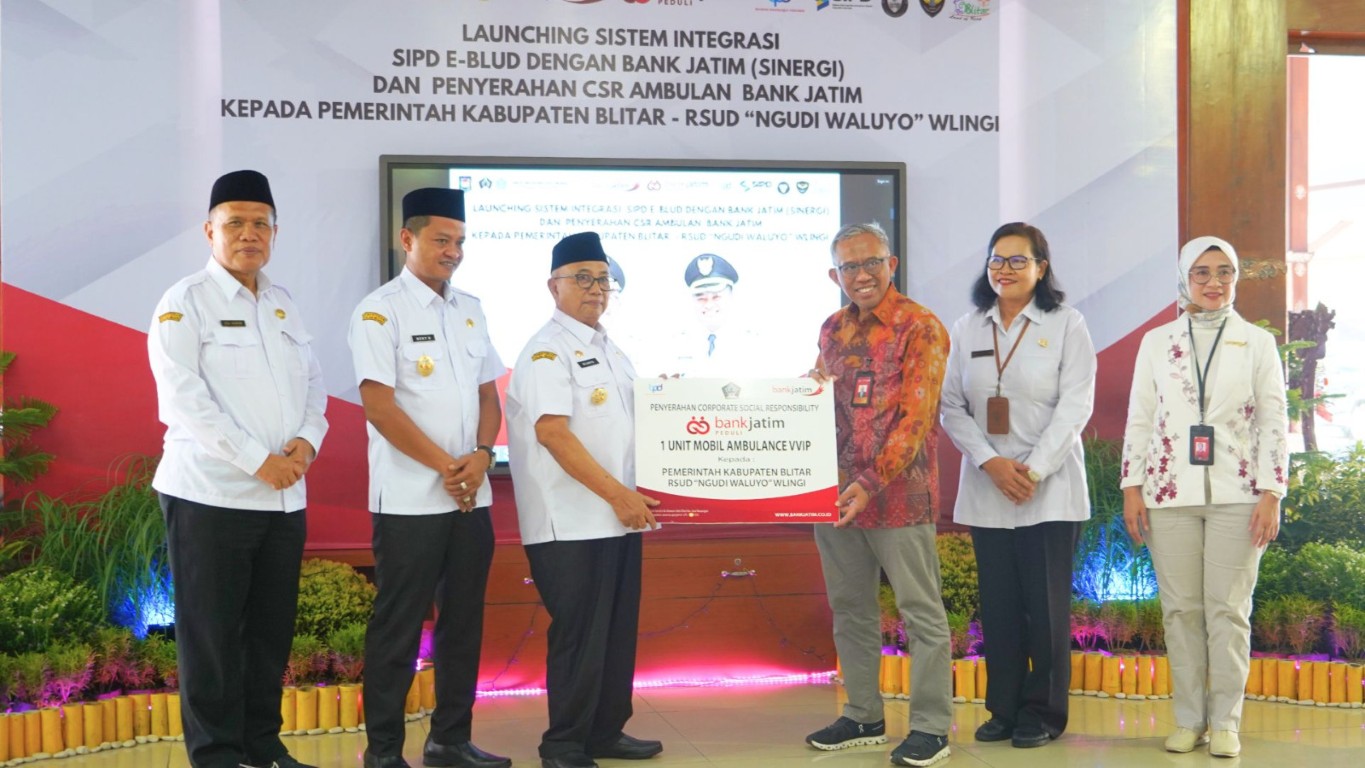 PEDULI
Blitar
LAUNCHING SISTEM INTEGRASI
SIPD E-BLUD DENGAN BANK JATIM (SINERGI)
DAN PENYERAHAN CSR AMBULAN BANK JATIM
KEPADA PEMERINTAH KABUPATEN BLITAR - RSUD “NGUDI WALUYO” WLINGI
LAUNCHING SISTEM INTEGRASI SIPD E-BLUD DENGAN BANK JATIM (SINERGI)
DAN PENYERAHAN CSR AMBULAN BANK JATIM
KEPADA PEMERINTAH KABUPATEN BLITAR - RSUD “NGUDI WALUYO” WLINGI
bankjatim
PENYERAHAN CORPORATE SOCIAL RESPONSIBILITY
bankjatim
PEDULI
1 UNIT MOBIL AMBULANCE VVIP
Kepada :
PEMERINTAH KABUPATEN BLITAR
RSUD "NGUDI WALUYO" WLINGI
WWW.BANKJATIM.CO.ID